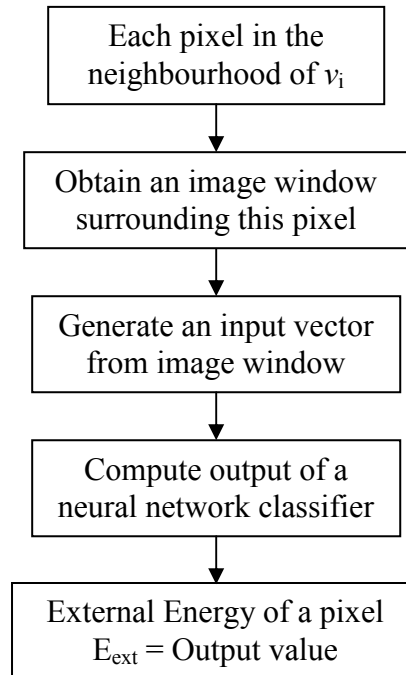 Each pixel in the
neighbourhood of vᵢ
Obtain an image window
surrounding this pixel
Generate an input vector
from image window
Compute output of a
neural network classifier
External Energy of a pixel
Eₑₓₜ = Output value